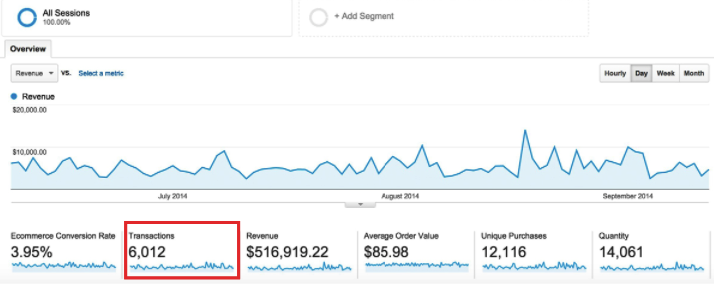 All Sessions
100.00%
+ Add Segment
Overview
Revenue vs. Select a metric
Hourly Day Week Month
Revenue
$20,000.00
$10,000.00
July 2014 August 2014 September 2014
Ecommerce Conversion Rate Transactions Revenue Average Order Value Unique Purchases Quantity
3.95% 6,012 $516,919.22 $85.98 12,116 14,061